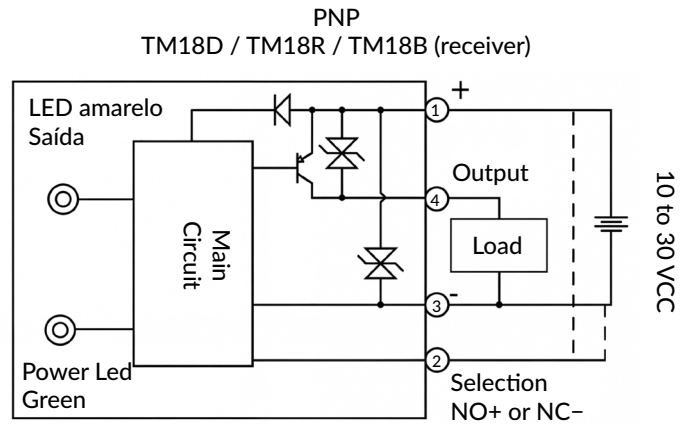 PNP
TM18D / TM18R / TM18B (receiver)
LED amarelo
Saída
Main
Circuit
Power Led
Green
1
+
Output
4
Load
3
-
2
Selection
NO+ or NC−
10 to 30 VCC